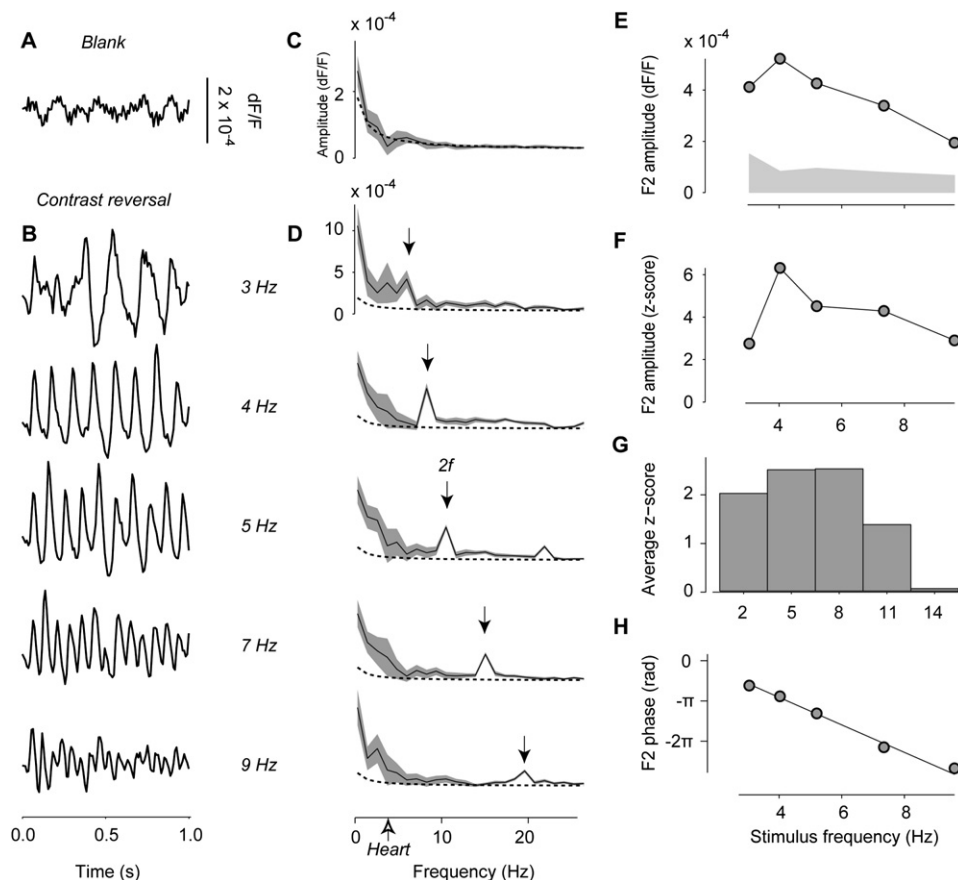 A
Blank
2 x 10-4
dF/F
Contrast reversal
B
3 Hz
4 Hz
5 Hz
7 Hz
9 Hz
0.0
0.5
1.0
Time (s)
C
x 10-4
Amplitude (dF/F)
2
0
x 10-4
D
10
5
0
2f
0
10
20
Heart
Frequency (Hz)
E
x 10-4
F2 amplitude (dF/F)
6
4
2
0
4
6
8
F
F2 amplitude (z-score)
6
4
2
0
4
6
8
G
Average z−score
2
1
0
2
5
8
11
14
H
F2 phase (rad)
0
-π
-2π
4
6
8
Stimulus frequency (Hz)